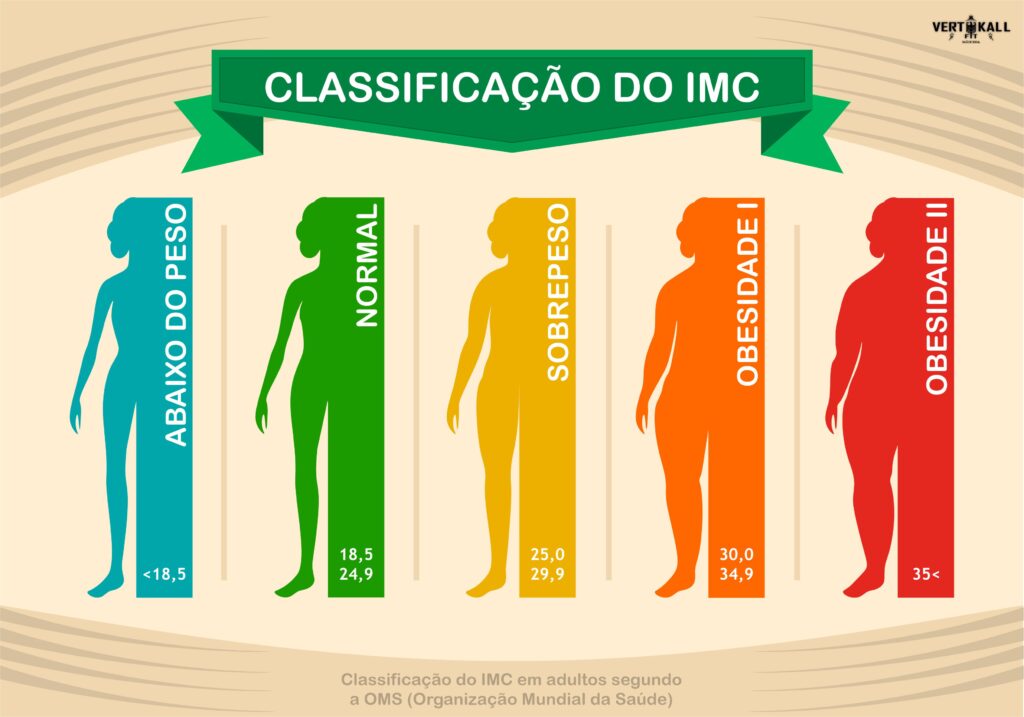 VERTIKALL
FIT
CLASSIFICAÇÃO DO IMC
ABAIXO DO PESO
<18,5
NORMAL
18,5
24,9
SOBREPESO
25,0
29,9
OBESIDADE I
30,0
34,9
OBESIDADE II
35<
Classificação do IMC em adultos segundo
a OMS (Organização Mundial da Saúde)